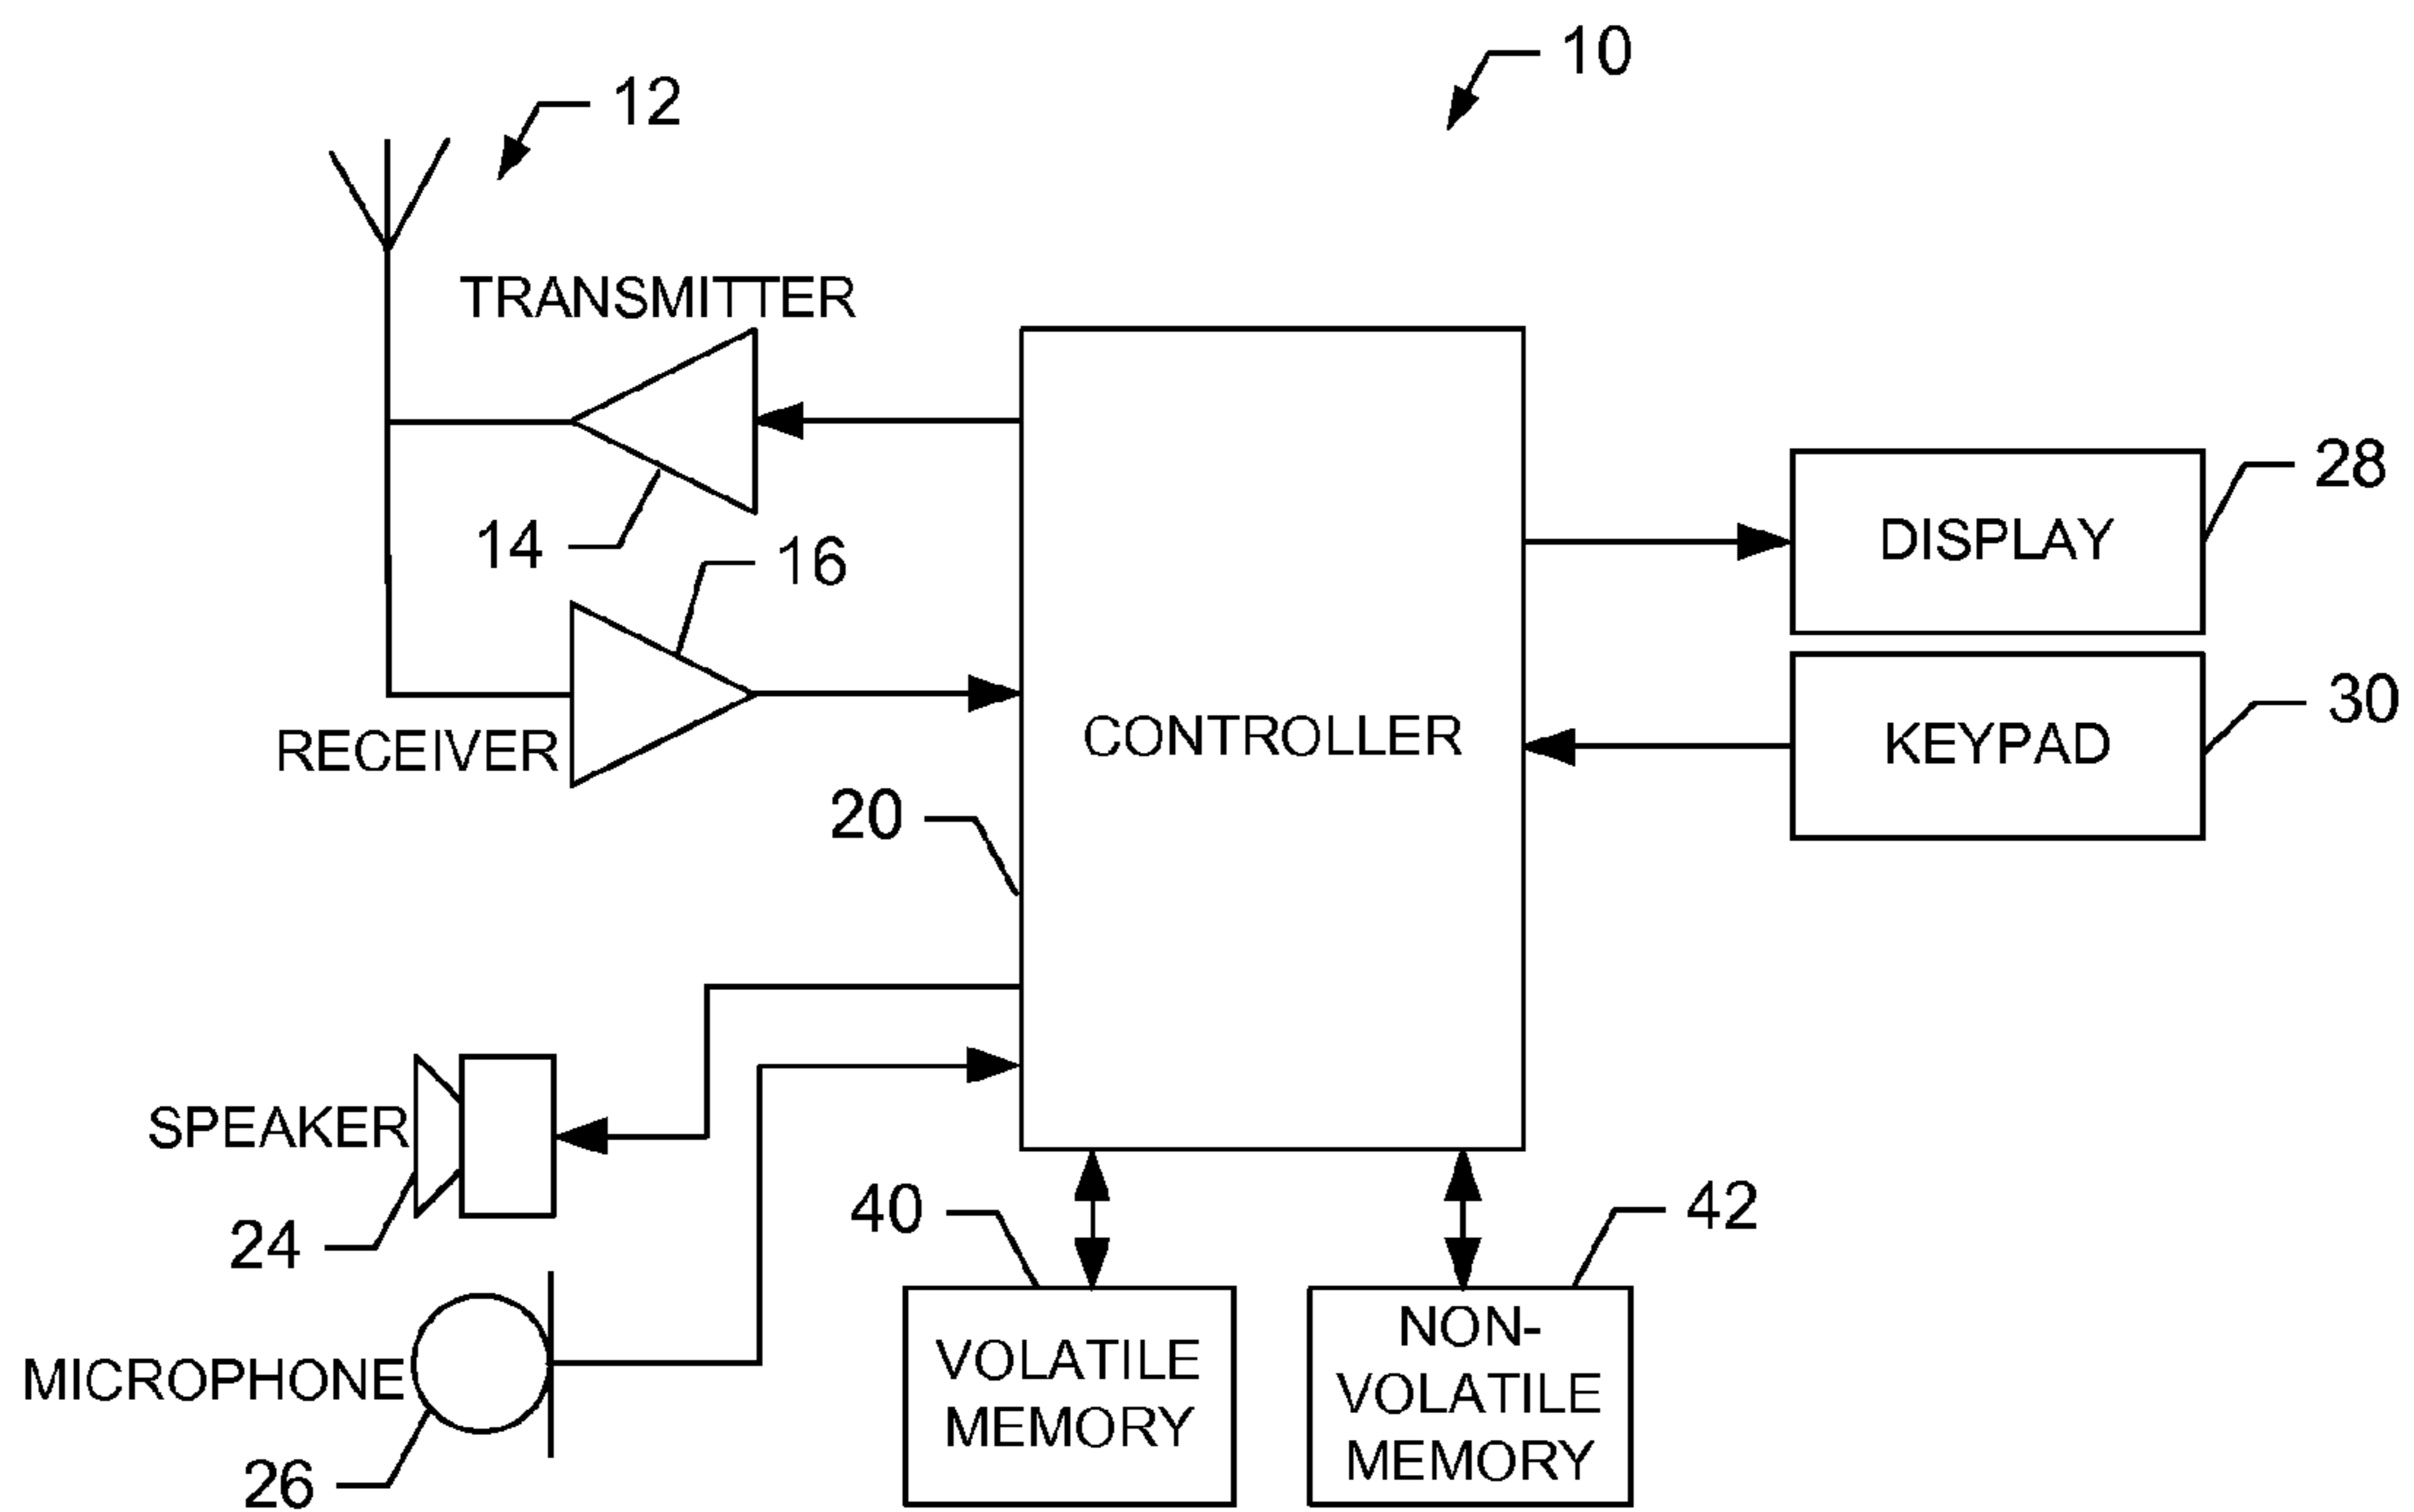 10
12
TRANSMITTER
14
16
RECEIVER
CONTROLLER
20
DISPLAY
28
KEYPAD
30
SPEAKER
24
MICROPHONE
26
40
VOLATILE
MEMORY
42
NON-
VOLATILE
MEMORY